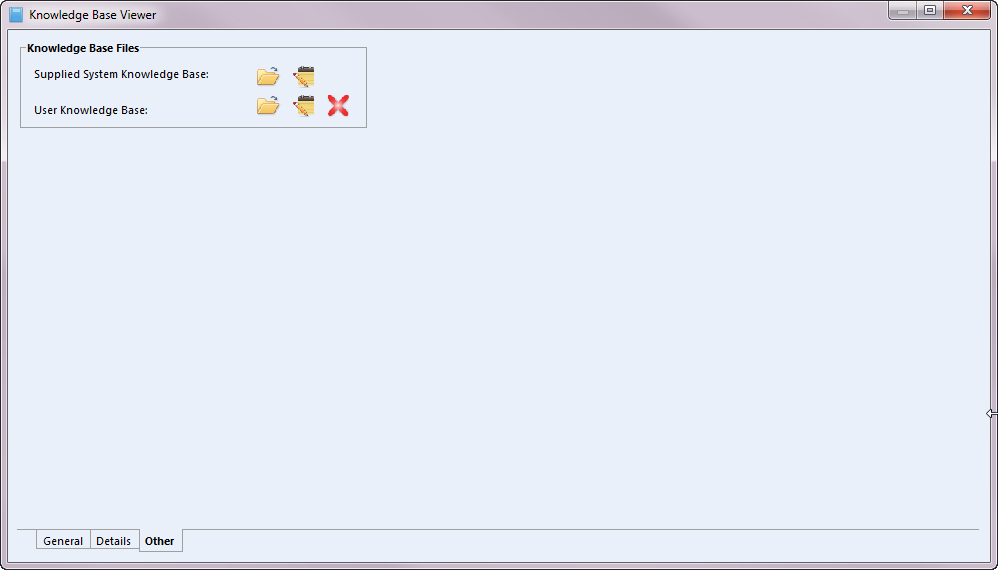 Knowledge Base Viewer
Knowledge Base Files
Supplied System Knowledge Base:
User Knowledge Base:
General Details Other